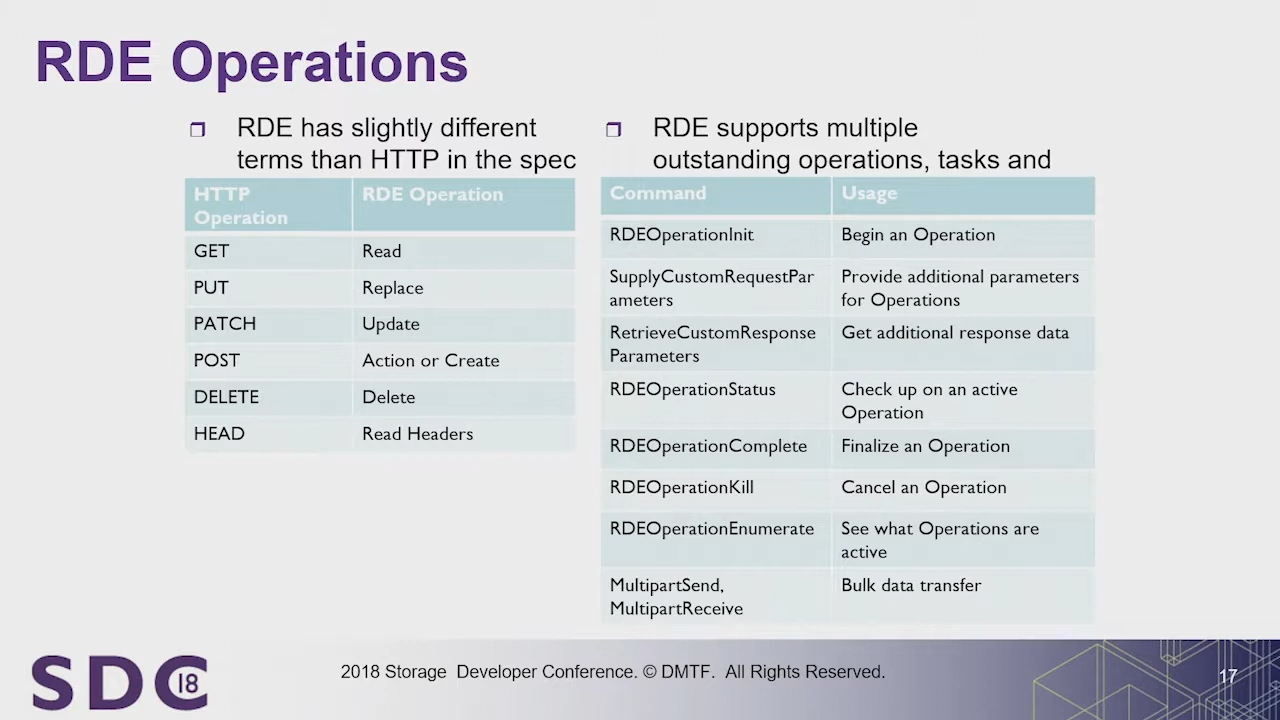 RDE Operations
❒ RDE has slightly different
terms than HTTP in the spec
HTTP
Operation
RDE Operation
GET
Read
PUT
Replace
PATCH
Update
POST
Action or Create
DELETE
Delete
HEAD
Read Headers
❒ RDE supports multiple
outstanding operations, tasks and
Command
Usage
RDEOperationInit
Begin an Operation
SupplyCustomRequestPar
ameters
Provide additional parameters
for Operations
RetrieveCustomResponse
Parameters
Get additional response data
RDEOperationStatus
Check up on an active
Operation
RDEOperationComplete
Finalize an Operation
RDEOperationKill
Cancel an Operation
RDEOperationEnumerate
See what Operations are
active
MultipartSend,
MultipartReceive
Bulk data transfer
SDC 18
2018 Storage Developer Conference. © DMTF. All Rights Reserved.
17